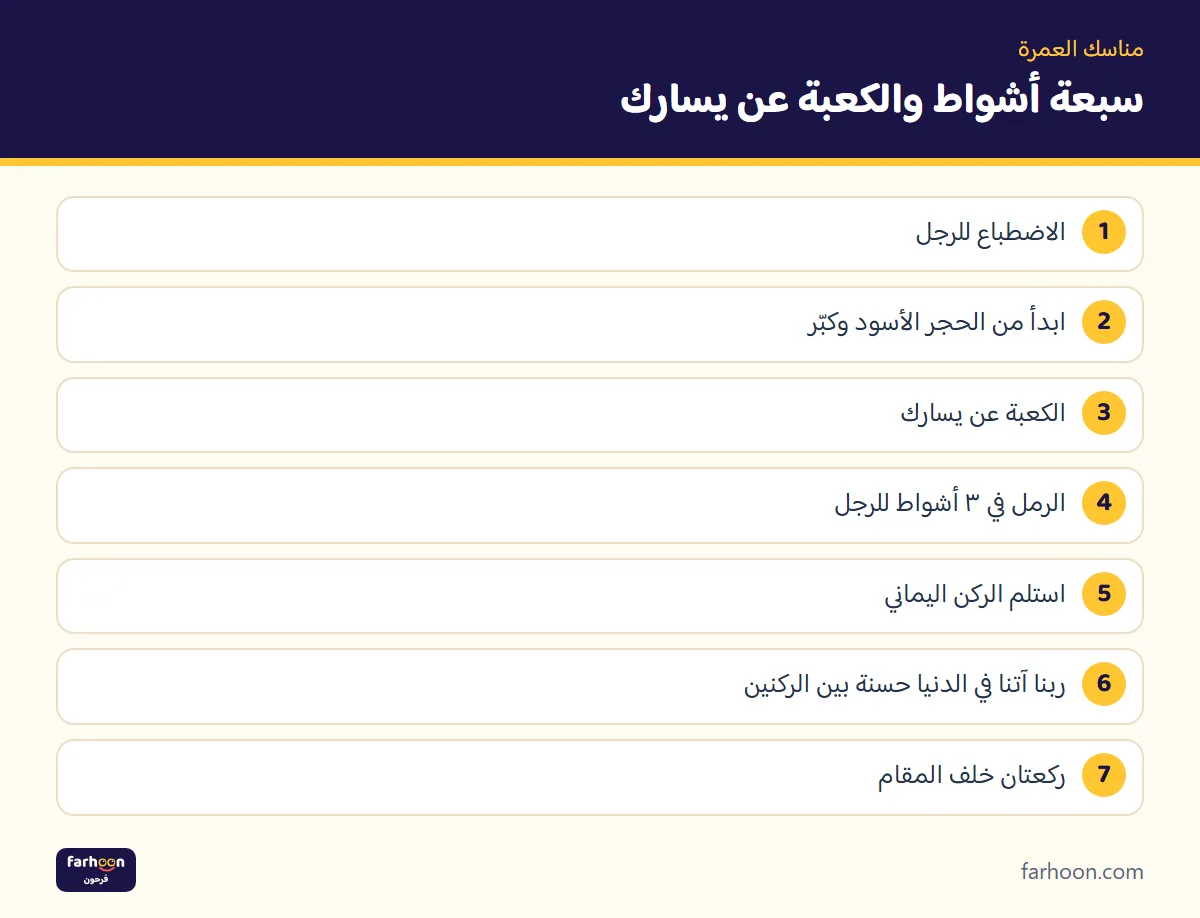 مناسك العمرة
سبعة أشواط والكعبة عن يسارك
1 الاضطباع للرجل
2 ابدأ من الحجر الأسود وكبّر
3 الكعبة عن يسارك
4 الرمل في ٣ أشواط للرجل
5 استلم الركن اليماني
6 ربنا آتنا في الدنيا حسنة بين الركنين
7 ركعتان خلف المقام
farhoon.com
farhoon
فرحون